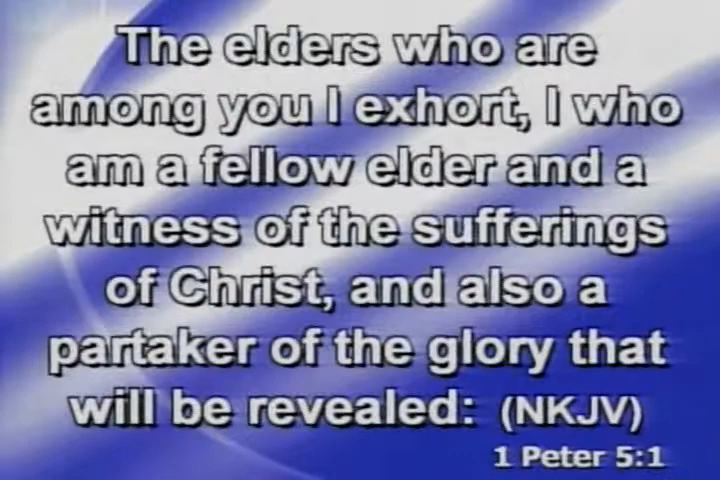 The elders who are
among you I exhort, I who
am a fellow elder and a
witness of the sufferings
of Christ, and also a
partaker of the glory that
will be revealed: (NKJV)
1 Peter 5:1